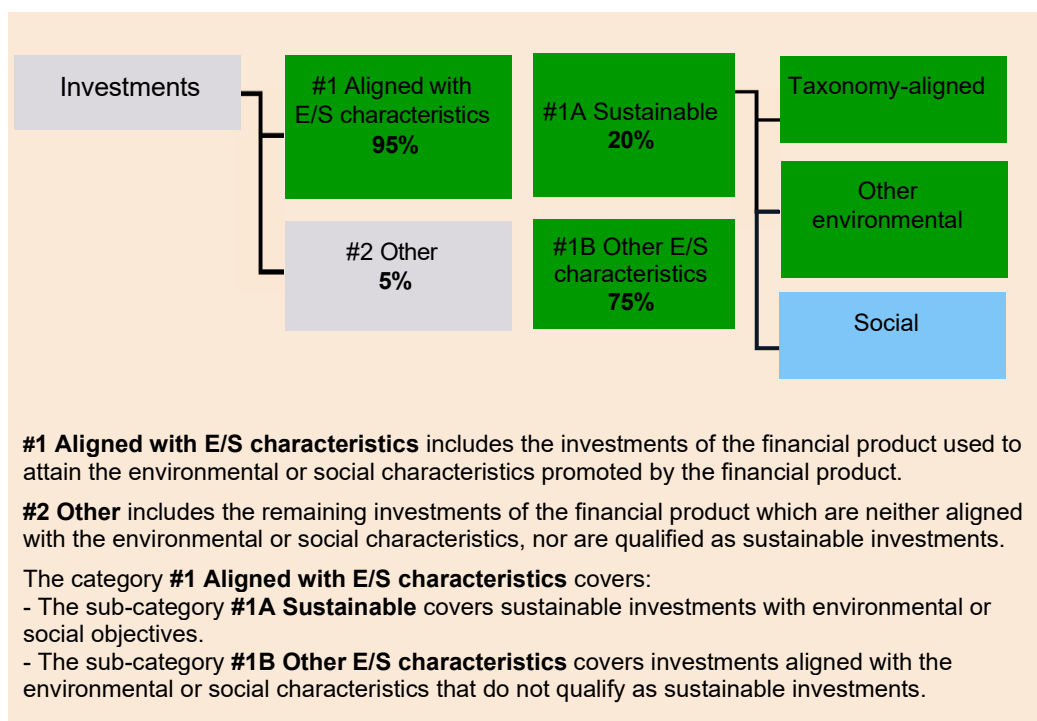 Investments
#1 Aligned with
E/S characteristics
95%
#2 Other
5%
#1A Sustainable
20%
#1B Other E/S
characteristics
75%
Taxonomy-aligned
Other
environmental
Social
#1 Aligned with E/S characteristics includes the investments of the financial product used to
attain the environmental or social characteristics promoted by the financial product.
#2 Other includes the remaining investments of the financial product which are neither aligned
with the environmental or social characteristics, nor are qualified as sustainable investments.
The category #1 Aligned with E/S characteristics covers:
- The sub-category #1A Sustainable covers sustainable investments with environmental or
social objectives.
- The sub-category #1B Other E/S characteristics covers investments aligned with the
environmental or social characteristics that do not qualify as sustainable investments.